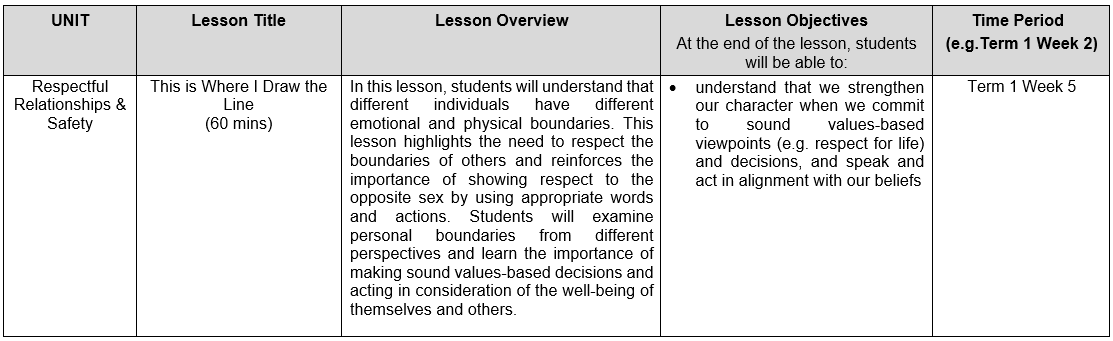 UNIT
Lesson Title
Lesson Overview
Lesson Objectives
At the end of the lesson, students
will be able to:
Time Period
(e.g.Term 1 Week 2)
Respectful
Relationships &
Safety
This is Where I Draw the
Line
(60 mins)
In this lesson, students will understand that
different individuals have different
emotional and physical boundaries. This
lesson highlights the need to respect the
boundaries of others and reinforces the
importance of showing respect to the
opposite sex by using appropriate words
and actions. Students will examine
personal boundaries from different
perspectives and learn the importance of
making sound values-based decisions and
acting in consideration of the well-being of
themselves and others.
• understand that we strengthen
our character when we commit
to sound values-based
viewpoints (e.g. respect for life)
and decisions, and speak and
act in alignment with our beliefs
Term 1 Week 5